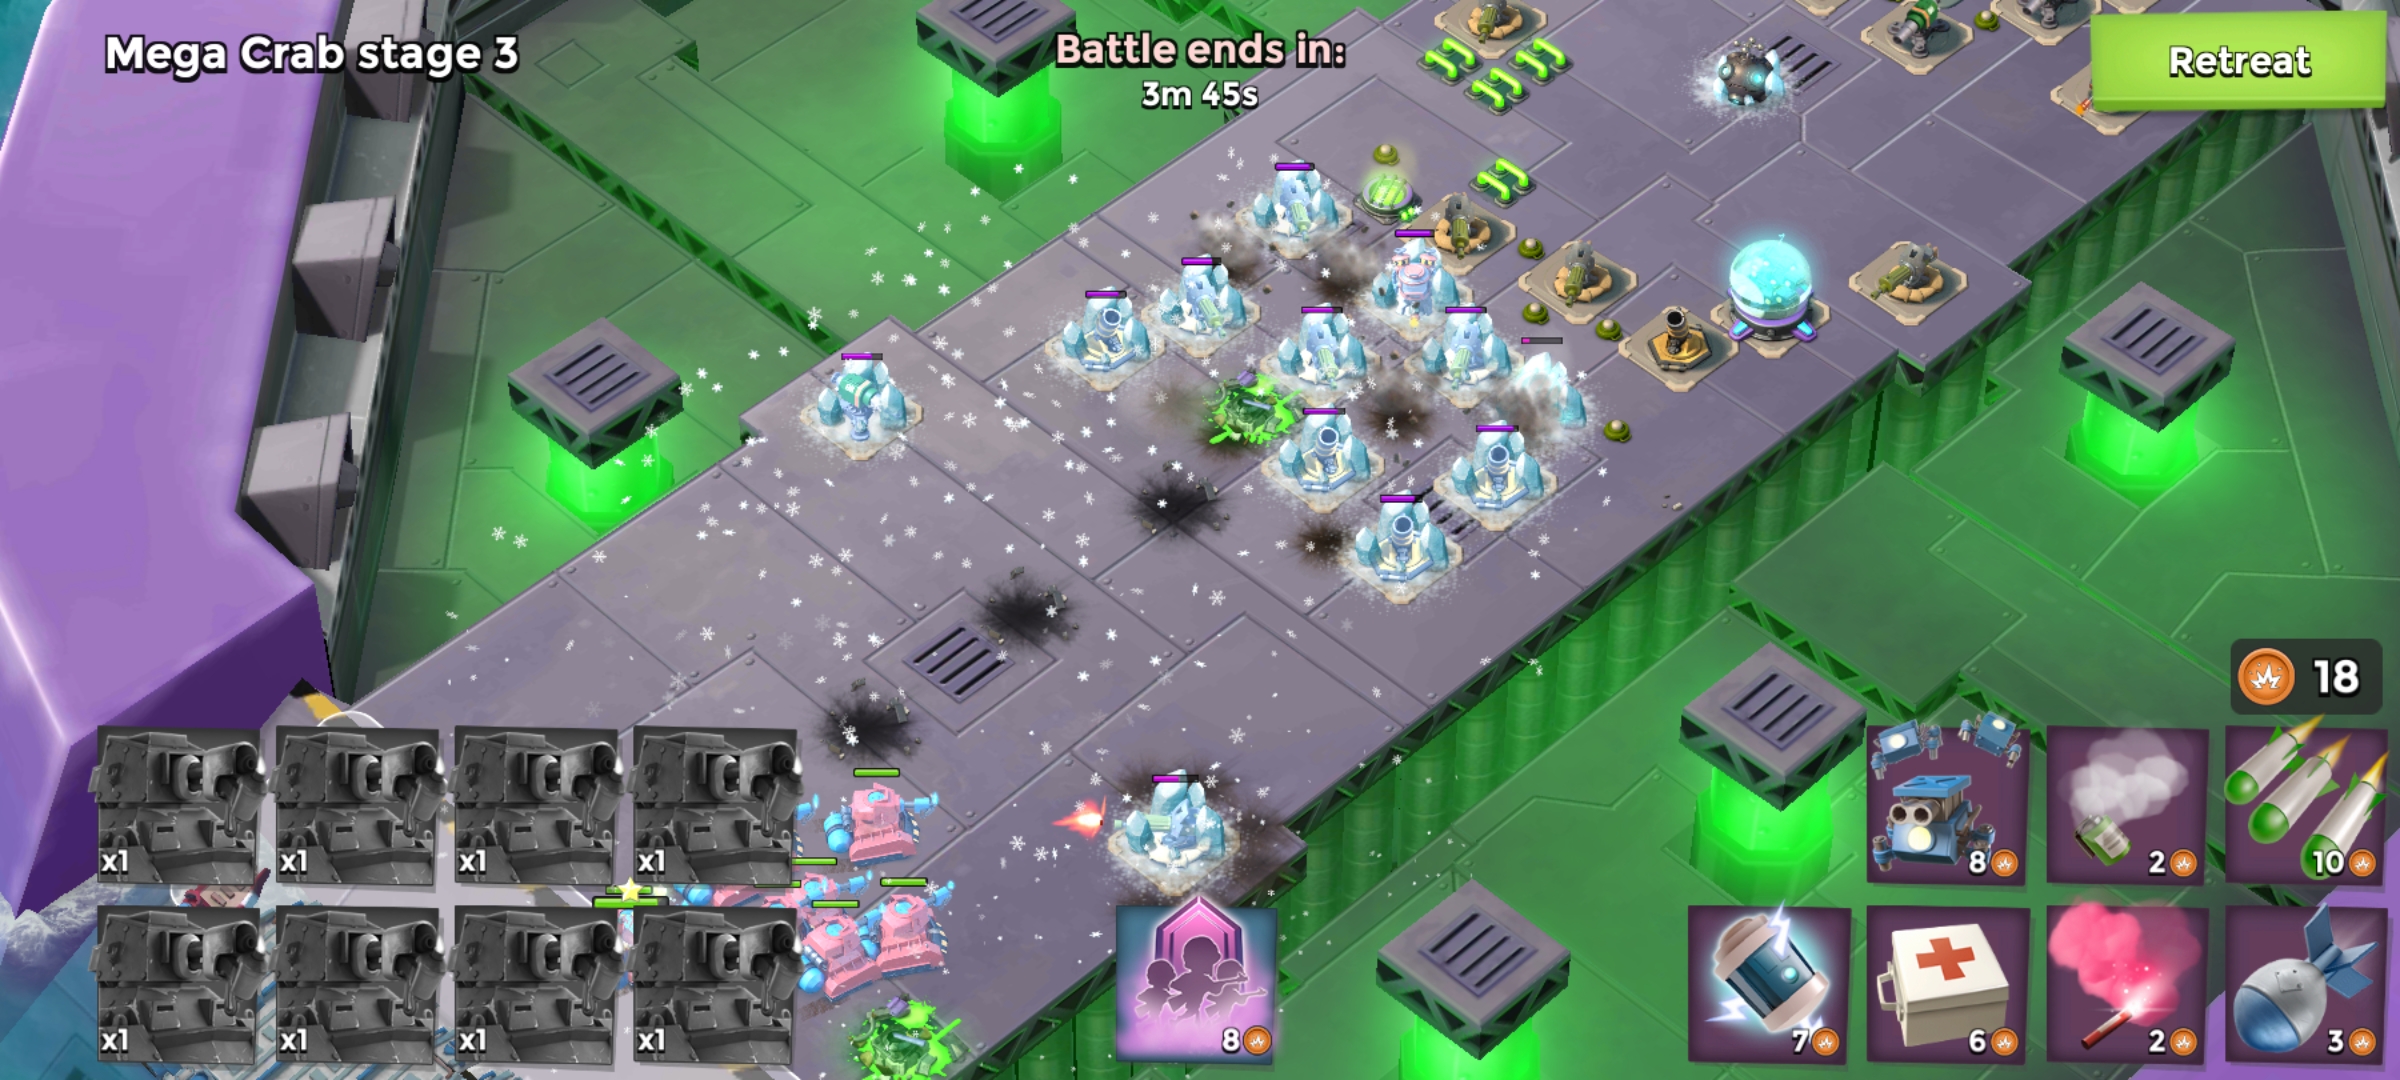 Mega Crab stage 3
Battle ends in:
3m 45s
Retreat
18
x1
x1
x1
x1
8
2
10
x1
x1
x1
x1
8
7
6
2
3